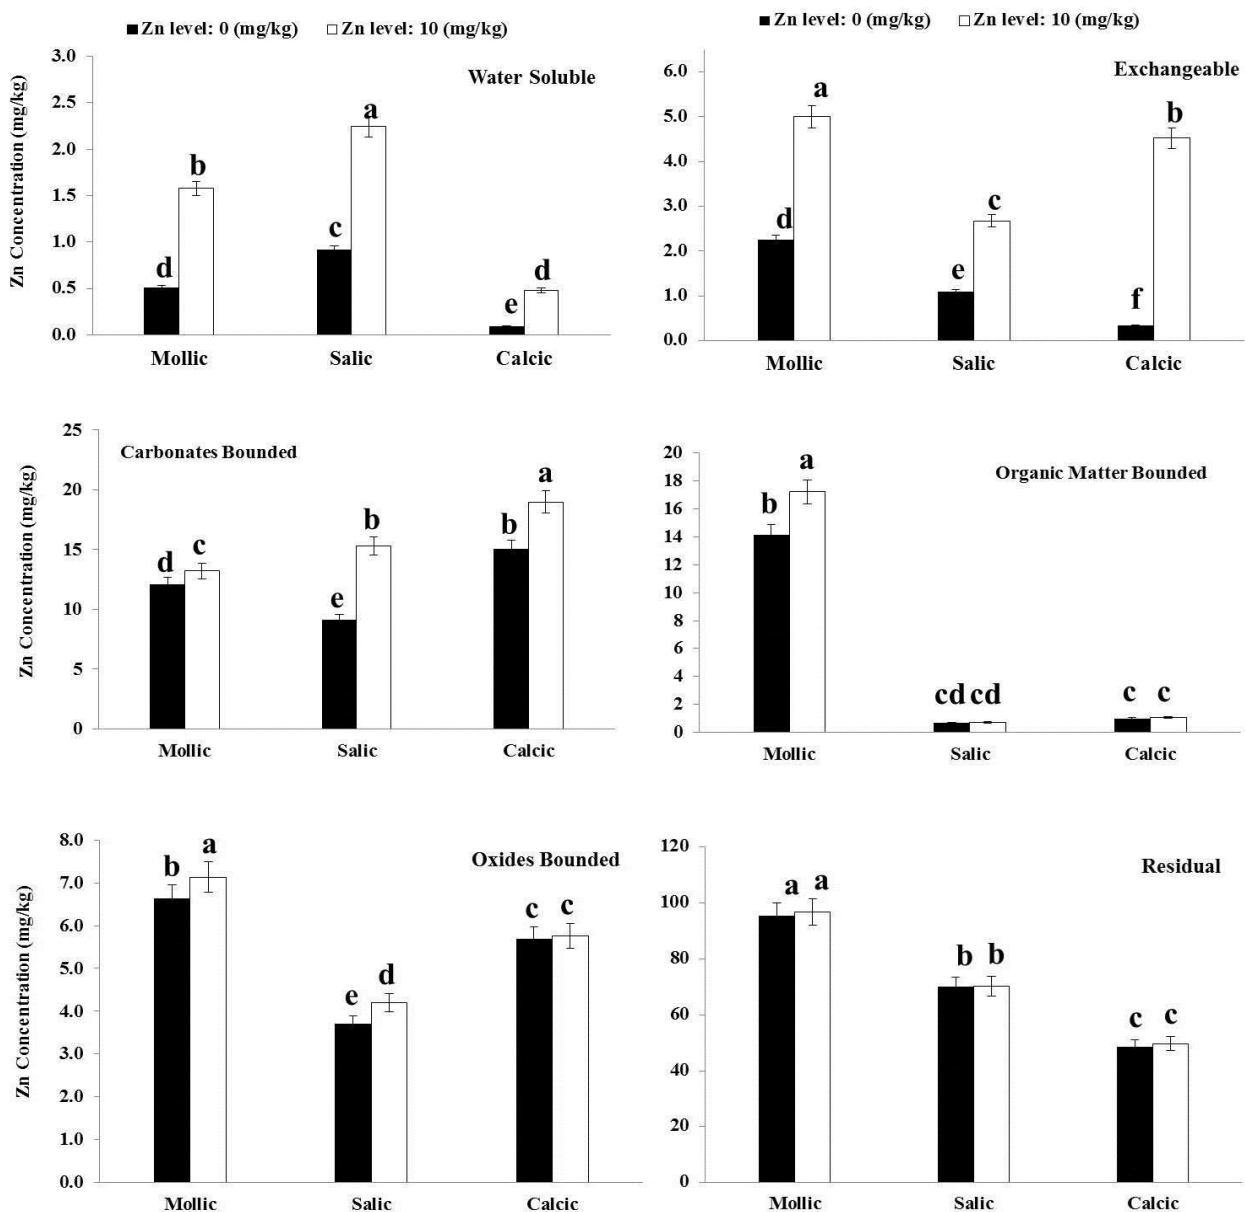 Zn level: 0 (mg/kg) Zn level: 10 (mg/kg)
Water Soluble
Zn Concentration (mg/kg)
3.0
2.5
2.0
1.5
1.0
0.5
0.0
d b c a e d
Mollic Salic Calcic
Zn level: 0 (mg/kg) Zn level: 10 (mg/kg)
Exchangeable
6.0
5.0
4.0
3.0
2.0
1.0
0.0
d a e c f b
Mollic Salic Calcic
Carbonates Bounded
Zn Concentration (mg/kg)
25
20
15
10
5
0
d c e b b a
Mollic Salic Calcic
Organic Matter Bounded
20
18
16
14
12
10
8
6
4
2
0
b a cd cd c c
Mollic Salic Calcic
Oxides Bounded
Zn Concentration (mg/kg)
8.0
7.0
6.0
5.0
4.0
3.0
2.0
1.0
0.0
b a e d c c
Mollic Salic Calcic
Residual
120
100
80
60
40
20
0
a a b b c c
Mollic Salic Calcic